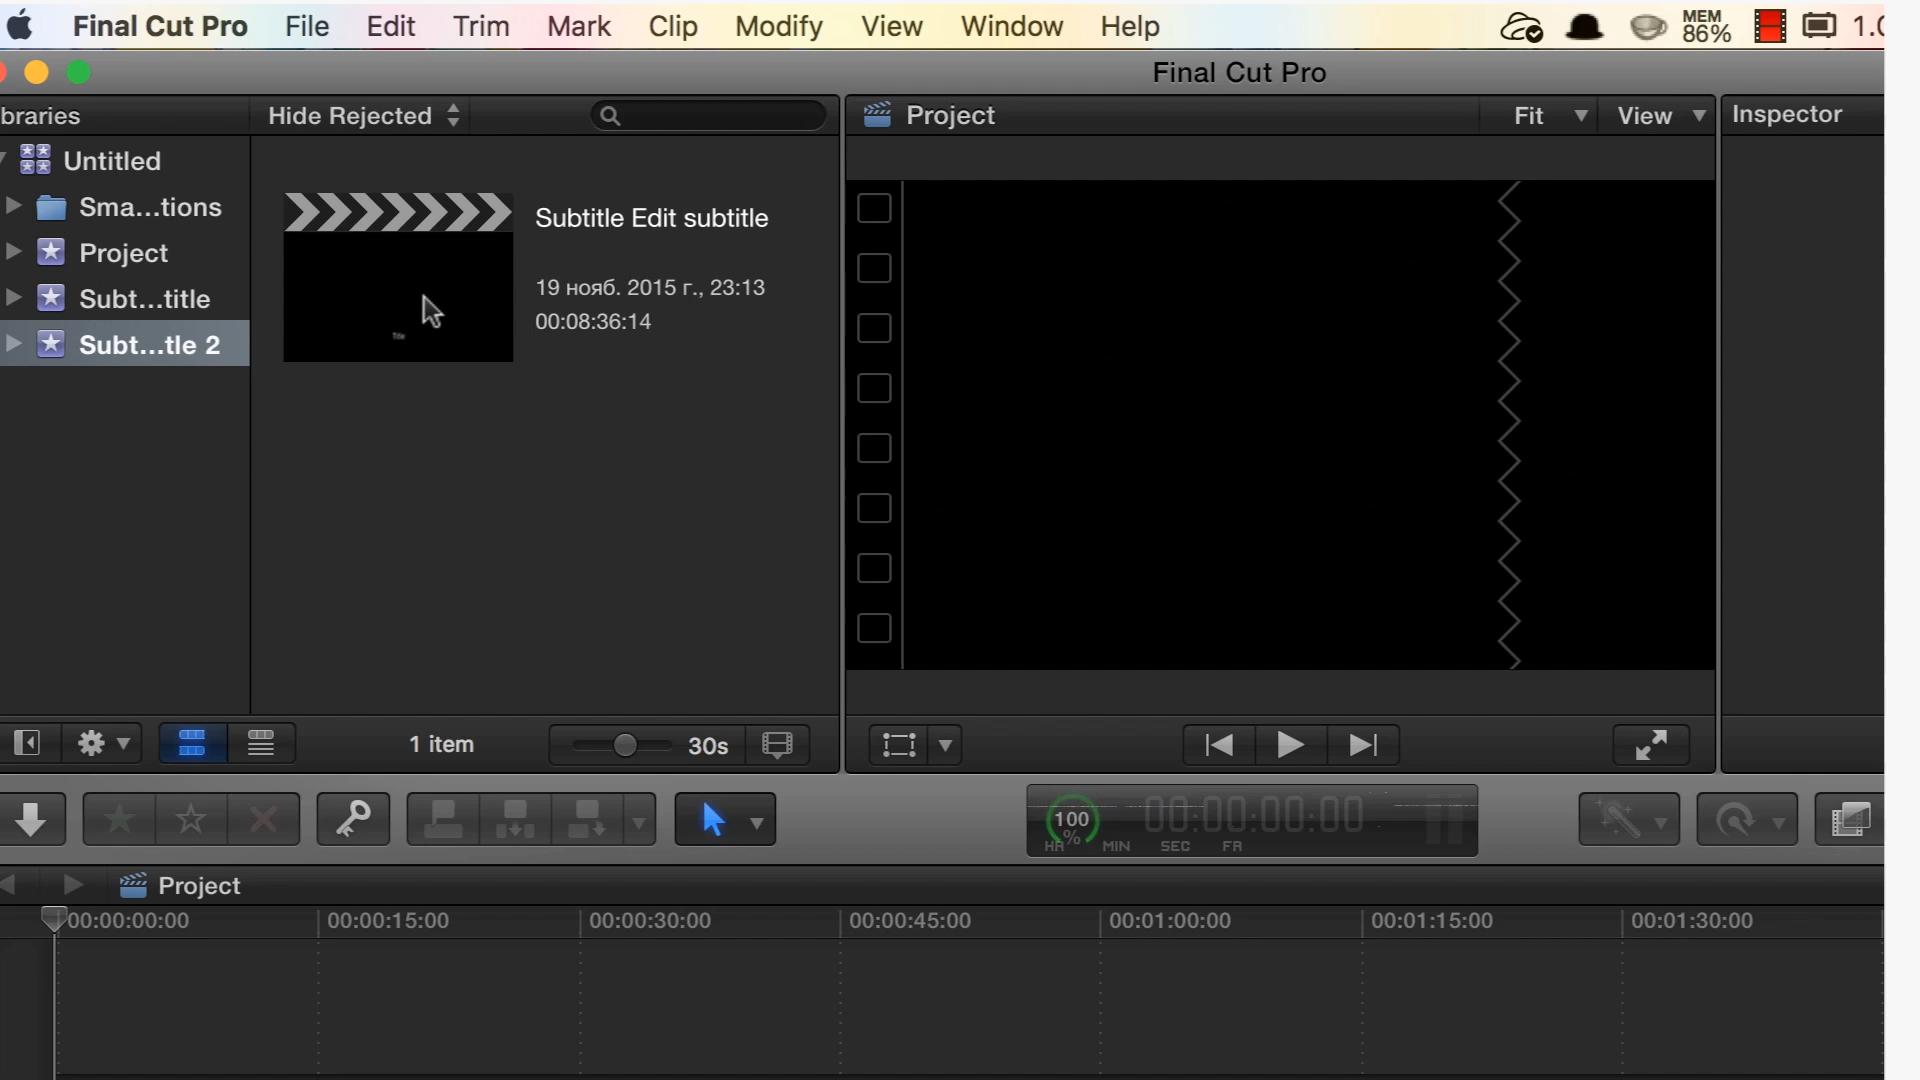 Final Cut Pro File Edit Trim Mark Clip Modify View Window Help MEM 86% 1.0
Final Cut Pro
braries Hide Rejected Project Fit View Inspector
Untitled
Sma...tions
Project
Subt...title
Subt...tle 2
Subtitle Edit subtitle
19 нояб. 2015 г., 23:13
00:08:36:14
Title
1 item 30s
100 % 00:00:00:00
HR MIN SEC FR
Project
00:00:00:00 00:00:15:00 00:00:30:00 00:00:45:00 00:01:00:00 00:01:15:00 00:01:30:00